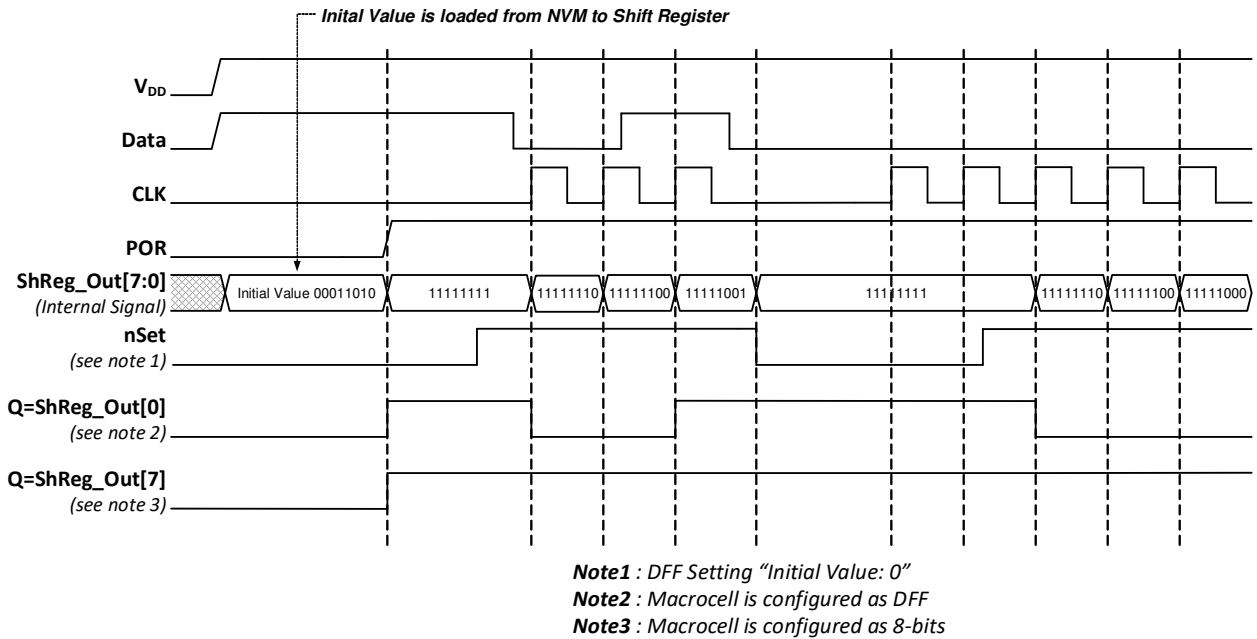 Inital Value is loaded from NVM to Shift Register
VDD
Data
CLK
POR
ShReg_Out[7:0]
(Internal Signal)
Initial Value 00011010 11111111 11111110 11111100 11111001 11111111 11111110 11111100 11111000
nSet
(see note 1)
Q=ShReg_Out[0]
(see note 2)
Q=ShReg_Out[7]
(see note 3)
Note1 : DFF Setting “Initial Value: 0”
Note2 : Macrocell is configured as DFF
Note3 : Macrocell is configured as 8-bits